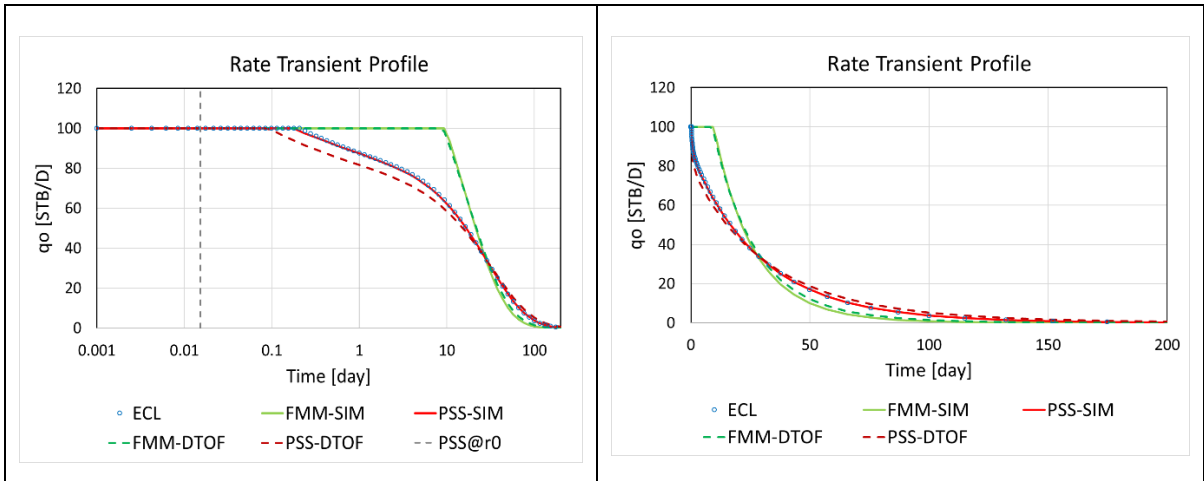 Rate Transient Profile
120
100
80
60
40
20
0
qo [STB/D]
0.001 0.01 0.1 1 10 100
Time [day]
ECL FMM-SIM PSS-SIM
FMM-DTOF PSS-DTOF PSS@r0
Rate Transient Profile
120
100
80
60
40
20
0
qo [STB/D]
0 50 100 150 200
Time [day]
ECL FMM-SIM PSS-SIM
FMM-DTOF PSS-DTOF